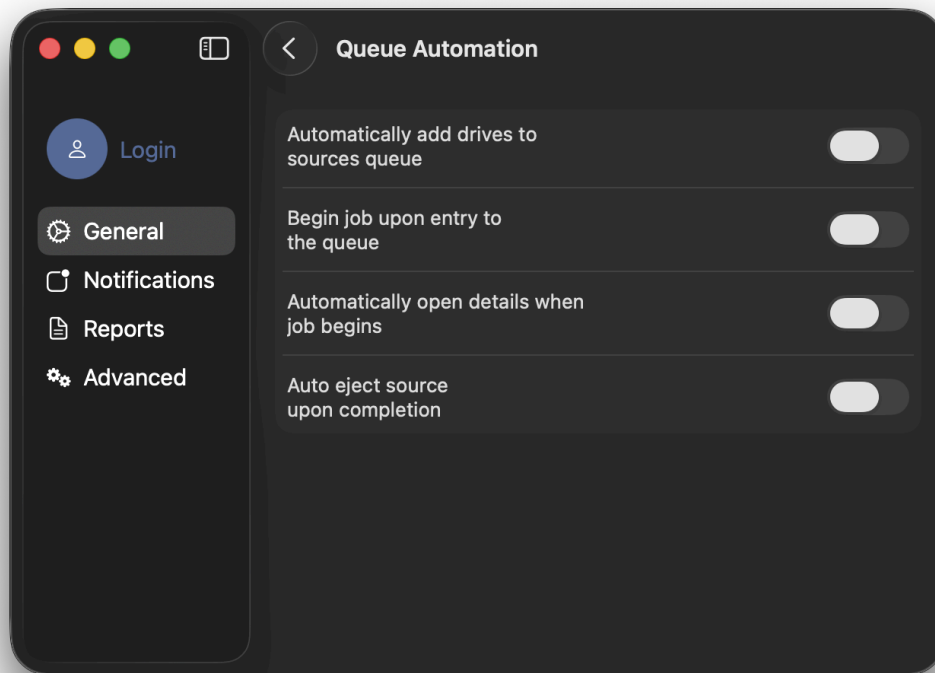 Queue Automation
Login
General
Notifications
Reports
Advanced
Automatically add drives to
sources queue
Begin job upon entry to
the queue
Automatically open details when
job begins
Auto eject source
upon completion